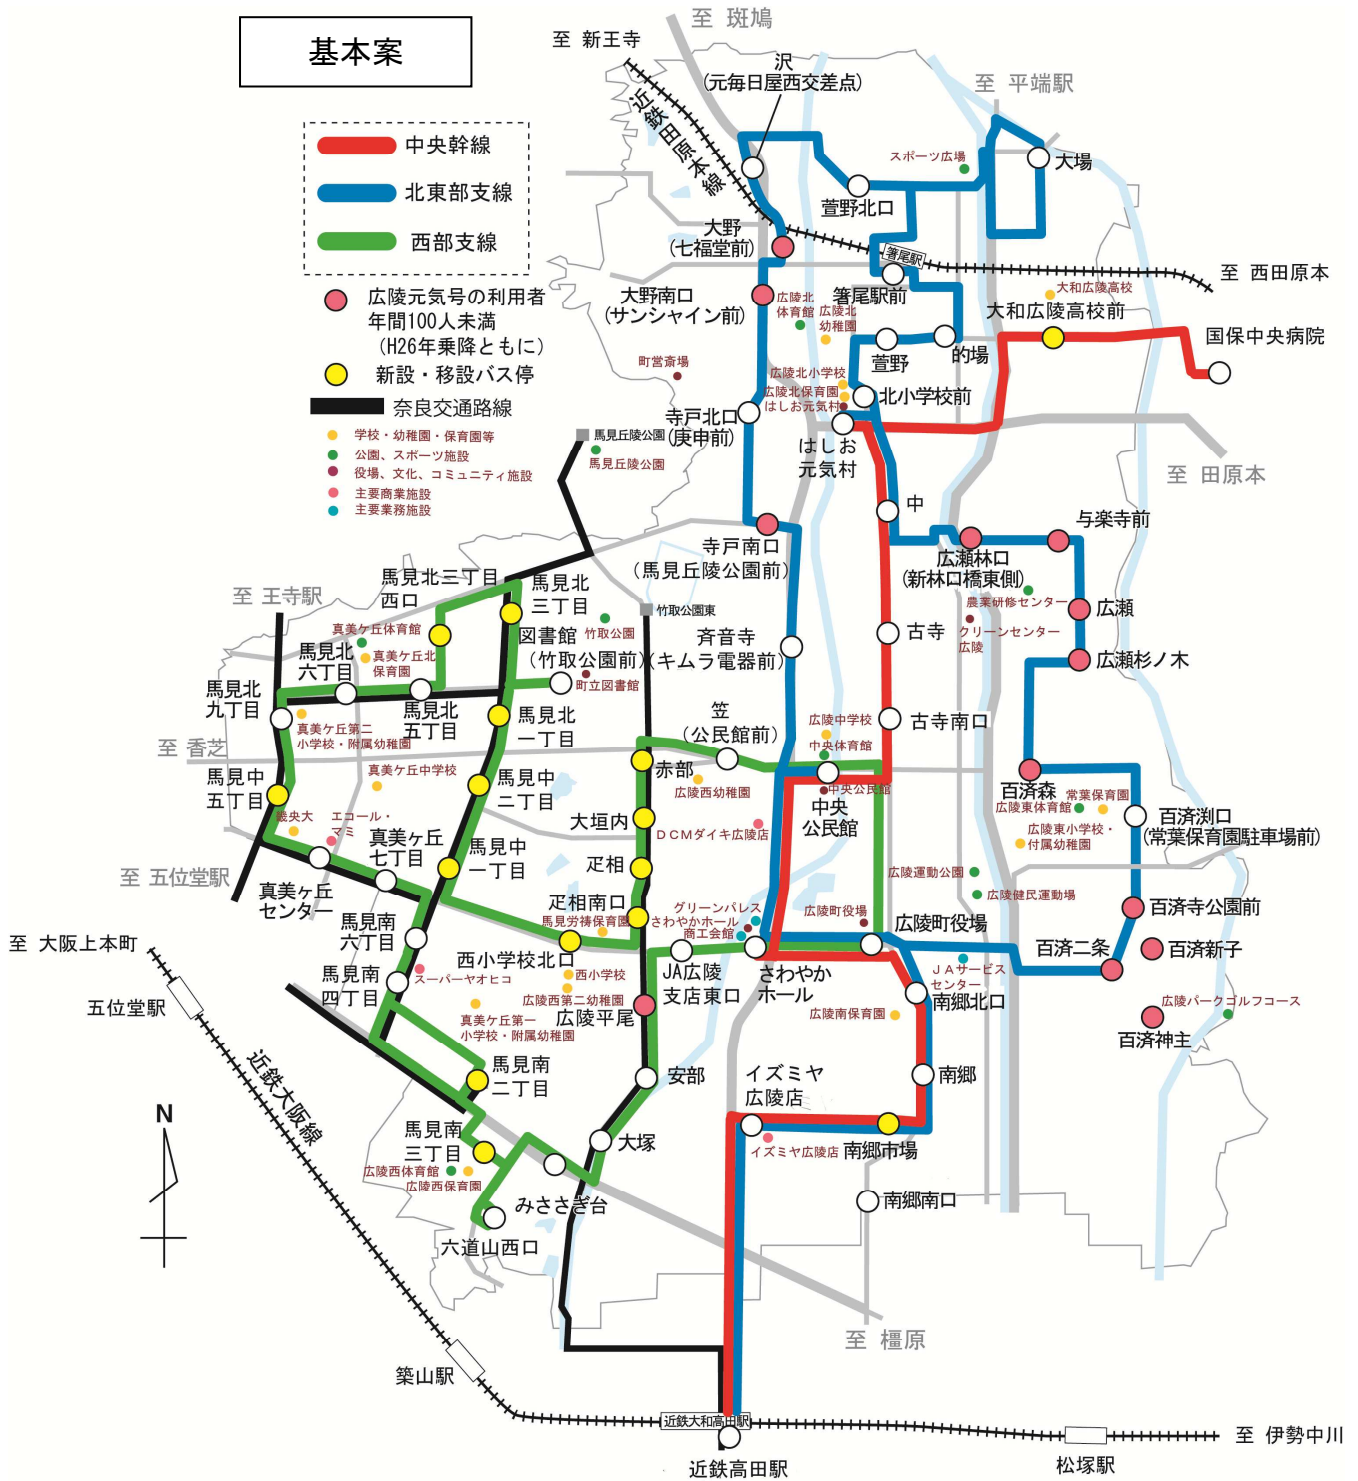 基本案
中央幹線
北東部支線
西部支線
広陵元気号の利用者
年間100人未満
(H26年乗降ともに)
新設・移設バス停
奈良交通路線
学校・幼稚園・保育園等
公園、スポーツ施設
役場、文化、コミュニティ施設
主要商業施設
主要業務施設
至 斑鳩
至 新王寺
沢
(元毎日屋西交差点)
近鉄田原本線
至 平端駅
スポーツ広場
大場
萱野北口
大野
(七福堂前)
箸尾駅
箸尾駅前
至 西田原本
大野南口
(サンシャイン前)
広陵北
体育館
広陵北
幼稚園
大和広陵高校
大和広陵高校前
国保中央病院
萱野
的場
町営斎場
広陵北小学校
広陵北保育園
はしお元気村
北小学校前
寺戸北口
(庚申前)
はしお
元気村
馬見丘陵公園
馬見丘陵公園
至 田原本
中
与楽寺前
寺戸南口
(馬見丘陵公園前)
広瀬林口
(新林口橋東側)
農業研修センター
広瀬
クリーンセンター
広陵
至 王寺駅
馬見北三丁目
西口
馬見北
三丁目
竹取公園東
真美ケ丘体育館
真美ケ丘北
保育園
馬見北
六丁目
図書館
(竹取公園前)
竹取公園
町立図書館
斉音寺
(キムラ電器前)
古寺
広瀬杉ノ木
馬見北
九丁目
馬見北
五丁目
馬見北
一丁目
真美ケ丘第二
小学校・附属幼稚園
笠
(公民館前)
広陵中学校
中央体育館
古寺南口
至 香芝
馬見中
五丁目
真美ケ丘中学校
馬見中
二丁目
赤部
広陵西幼稚園
中央公民館
中央
公民館
百済森
広陵東体育館
常葉保育園
百済渕口
(常葉保育園駐車場前)
畿央大
エコール・
マミ
真美ヶ丘
七丁目
馬見中
一丁目
大垣内
DCMダイキ広陵店
広陵東小学校・
付属幼稚園
至 五位堂駅
真美ヶ丘
センター
疋相
広陵運動公園
広陵健民運動場
疋相南口
馬見労祷保育園
グリーンパレス
さわやかホール
商工会館
広陵町役場
広陵町役場
百済寺公園前
馬見南
六丁目
至 大阪上本町
西小学校北口
JA広陵
支店東口
さわやか
ホール
百済二条
百済新子
馬見南
四丁目
スーパーヤオヒコ
西小学校
広陵西第二幼稚園
JAサービス
センター
南郷北口
五位堂駅
真美ケ丘第一
小学校・附属幼稚園
広陵平尾
広陵南保育園
広陵パークゴルフコース
百済神主
近鉄大阪線
馬見南
二丁目
安部
イズミヤ
広陵店
南郷
N
馬見南
三丁目
大塚
イズミヤ広陵店
南郷市場
広陵西体育館
広陵西保育園
みささぎ台
南郷南口
六道山西口
至 橿原
築山駅
近鉄大和高田駅
近鉄高田駅
松塚駅
至 伊勢中川